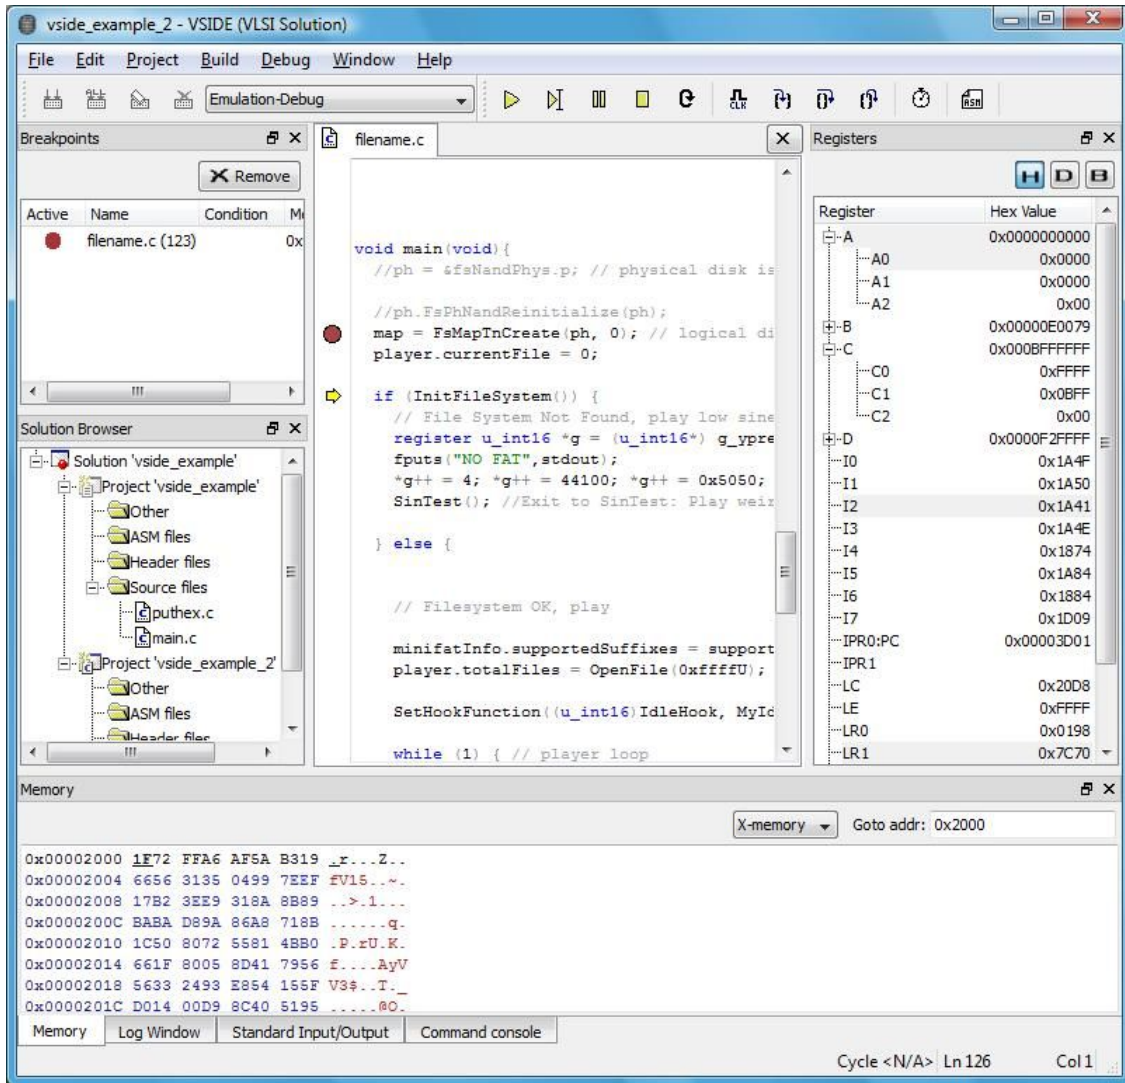 vside_example_2 - VSIDE (VLSI Solution)
File Edit Project Build Debug Window Help
Emulation-Debug
CLK
ASM
Breakpoints
Remove
Active Name Condition
filename.c (123) 0x
Solution Browser
Solution 'vside_example'
Project 'vside_example'
Other
ASM files
Header files
Source files
puthex.c
main.c
Project 'vside_example_2'
Other
ASM files
Header files
filename.c
void main(void){
//ph = &fsNandPhys.p; // physical disk is
//ph.FsPhNandReinitialize(ph);
map = FsMapTnCreate(ph, 0); // logical di
player.currentFile = 0;
if (InitFileSystem()) {
// File System Not Found, play low sine
register u_int16 *g = (u_int16*) g_ypre
fputs("NO FAT",stdout);
*g++ = 4; *g++ = 44100; *g++ = 0x5050;
SinTest(); //Exit to SinTest: Play weir
} else {
// Filesystem OK, play
minifatInfo.supportedSuffixes = support
player.totalFiles = OpenFile(0xffffU);
SetHookFunction((u_int16)IdleHook, MyId
while (1) { // player loop
Registers
H D B
Register Hex Value
A 0x0000000000
A0 0x0000
A1 0x0000
A2 0x00
B 0x00000E0079
C 0x000BFFFFFF
C0 0xFFFF
C1 0x0BFF
C2 0x00
D 0x0000F2FFFF
I0 0x1A4F
I1 0x1A50
I2 0x1A41
I3 0x1A4E
I4 0x1874
I5 0x1A84
I6 0x1884
I7 0x1D09
IPR0:PC 0x00003D01
IPR1
LC 0x20D8
LE 0xFFFF
LR0 0x0198
LR1 0x7C70
Memory
X-memory Goto addr: 0x2000
0x00002000 1F72 FFA6 AF5A B319 .r...Z..
0x00002004 6656 3135 0499 7EEF fV15..~.
0x00002008 17B2 3EE9 318A 8B89 ..>.1...
0x0000200C BABA D89A 86A8 718B ......q.
0x00002010 1C50 8072 5581 4BB0 .P.rU.K.
0x00002014 661F 8005 8D41 7956 f....AyV
0x00002018 5633 2493 E854 155F V3$..T._
0x0000201C D014 00D9 8C40 5195 .....@Q.
Memory Log Window Standard Input/Output Command console
Cycle <N/A> Ln 126 Col 1